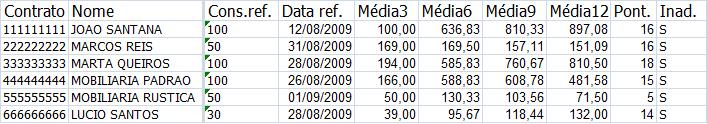 Contrato Nome Cons.ref. Data ref. Média3 Média6 Média9 Média12 Pont. Inad.
111111111 JOAO SANTANA 100 12/08/2009 100,00 636,83 810,33 897,08 16 S
222222222 MARCOS REIS 50 31/08/2009 169,00 169,50 157,11 151,09 16 S
333333333 MARTA QUEIROS 100 28/08/2009 194,00 585,83 760,67 810,50 18 S
444444444 MOBILIARIA PADRAO 100 26/08/2009 166,00 588,83 608,78 481,58 15 S
555555555 MOBILIARIA RUSTICA 50 01/09/2009 50,00 130,33 103,56 71,50 5 S
666666666 LUCIO SANTOS 30 28/08/2009 39,00 95,67 118,44 132,00 14 S